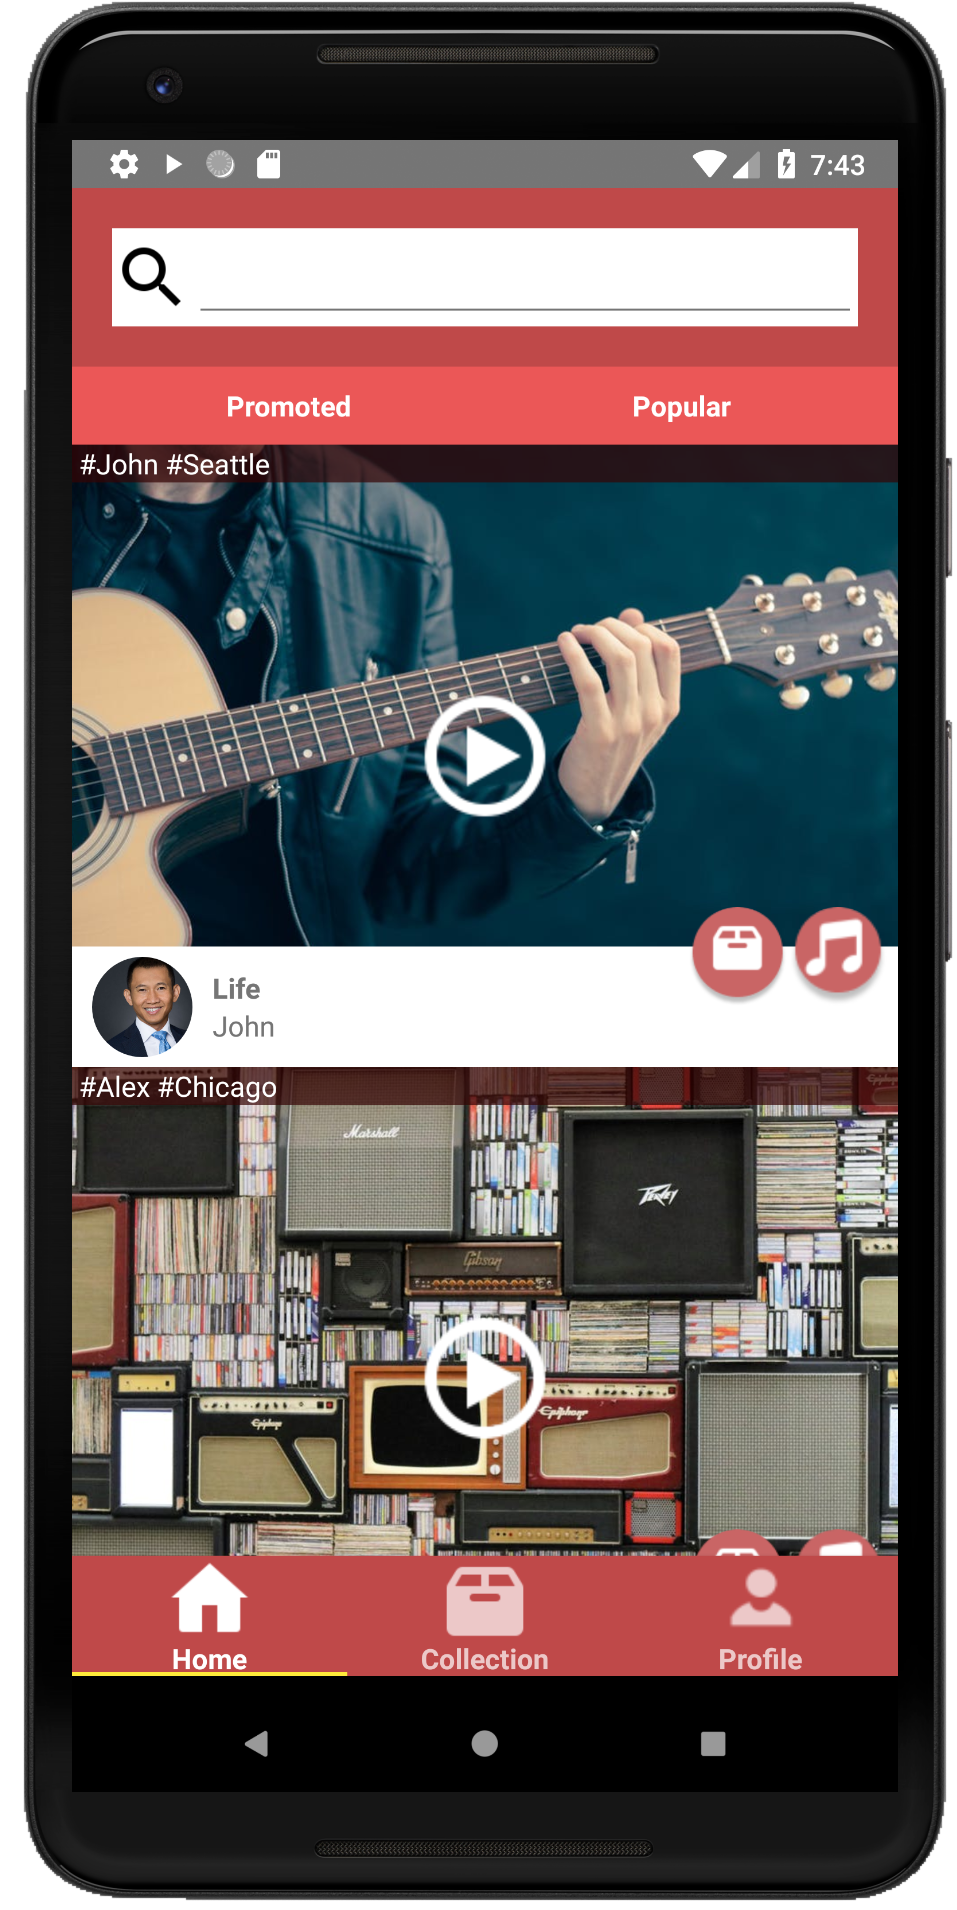 7:43
Promoted Popular
#John #Seattle
Life
John
#Alex #Chicago
Marshall
PEAVEY
Gibson
Epiphone
Epiphone
Home Collection Profile